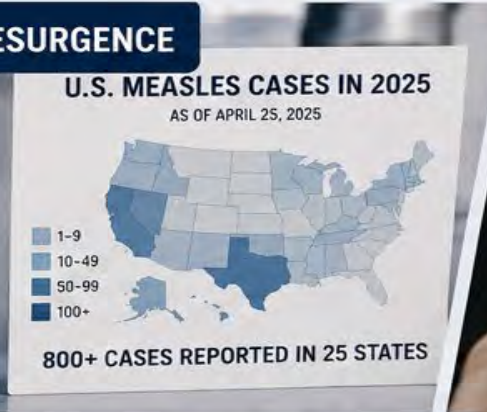 ESURGENCE
U.S. MEASLES CASES IN 2025
AS OF APRIL 25, 2025
1-9
10-49
50-99
100+
800+ CASES REPORTED IN 25 STATES